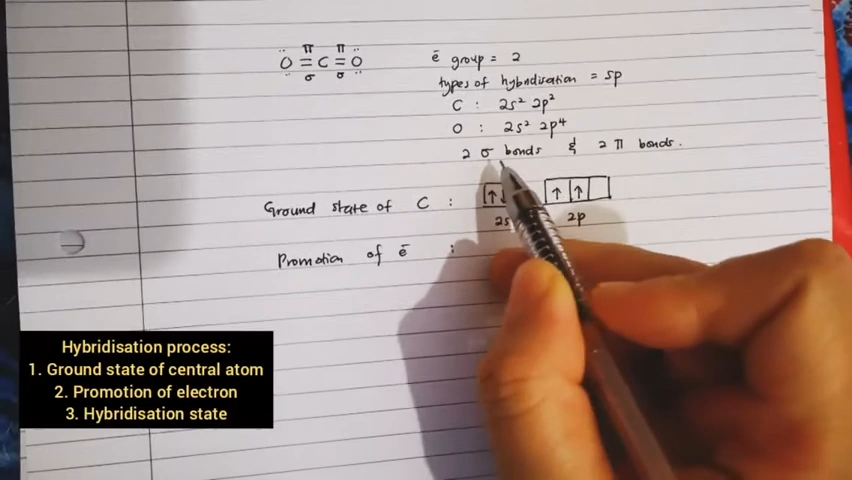 π π
O = C = O
σ σ
ē group = 2
types of hybridisation = sp
C : 2s² 2p²
O : 2s² 2p⁴
2 σ bonds & 2 π bonds.
Ground state of C : ↑ ↑ ↑
2s 2p
Promotion of ē :
Hybridisation process:
1. Ground state of central atom
2. Promotion of electron
3. Hybridisation state